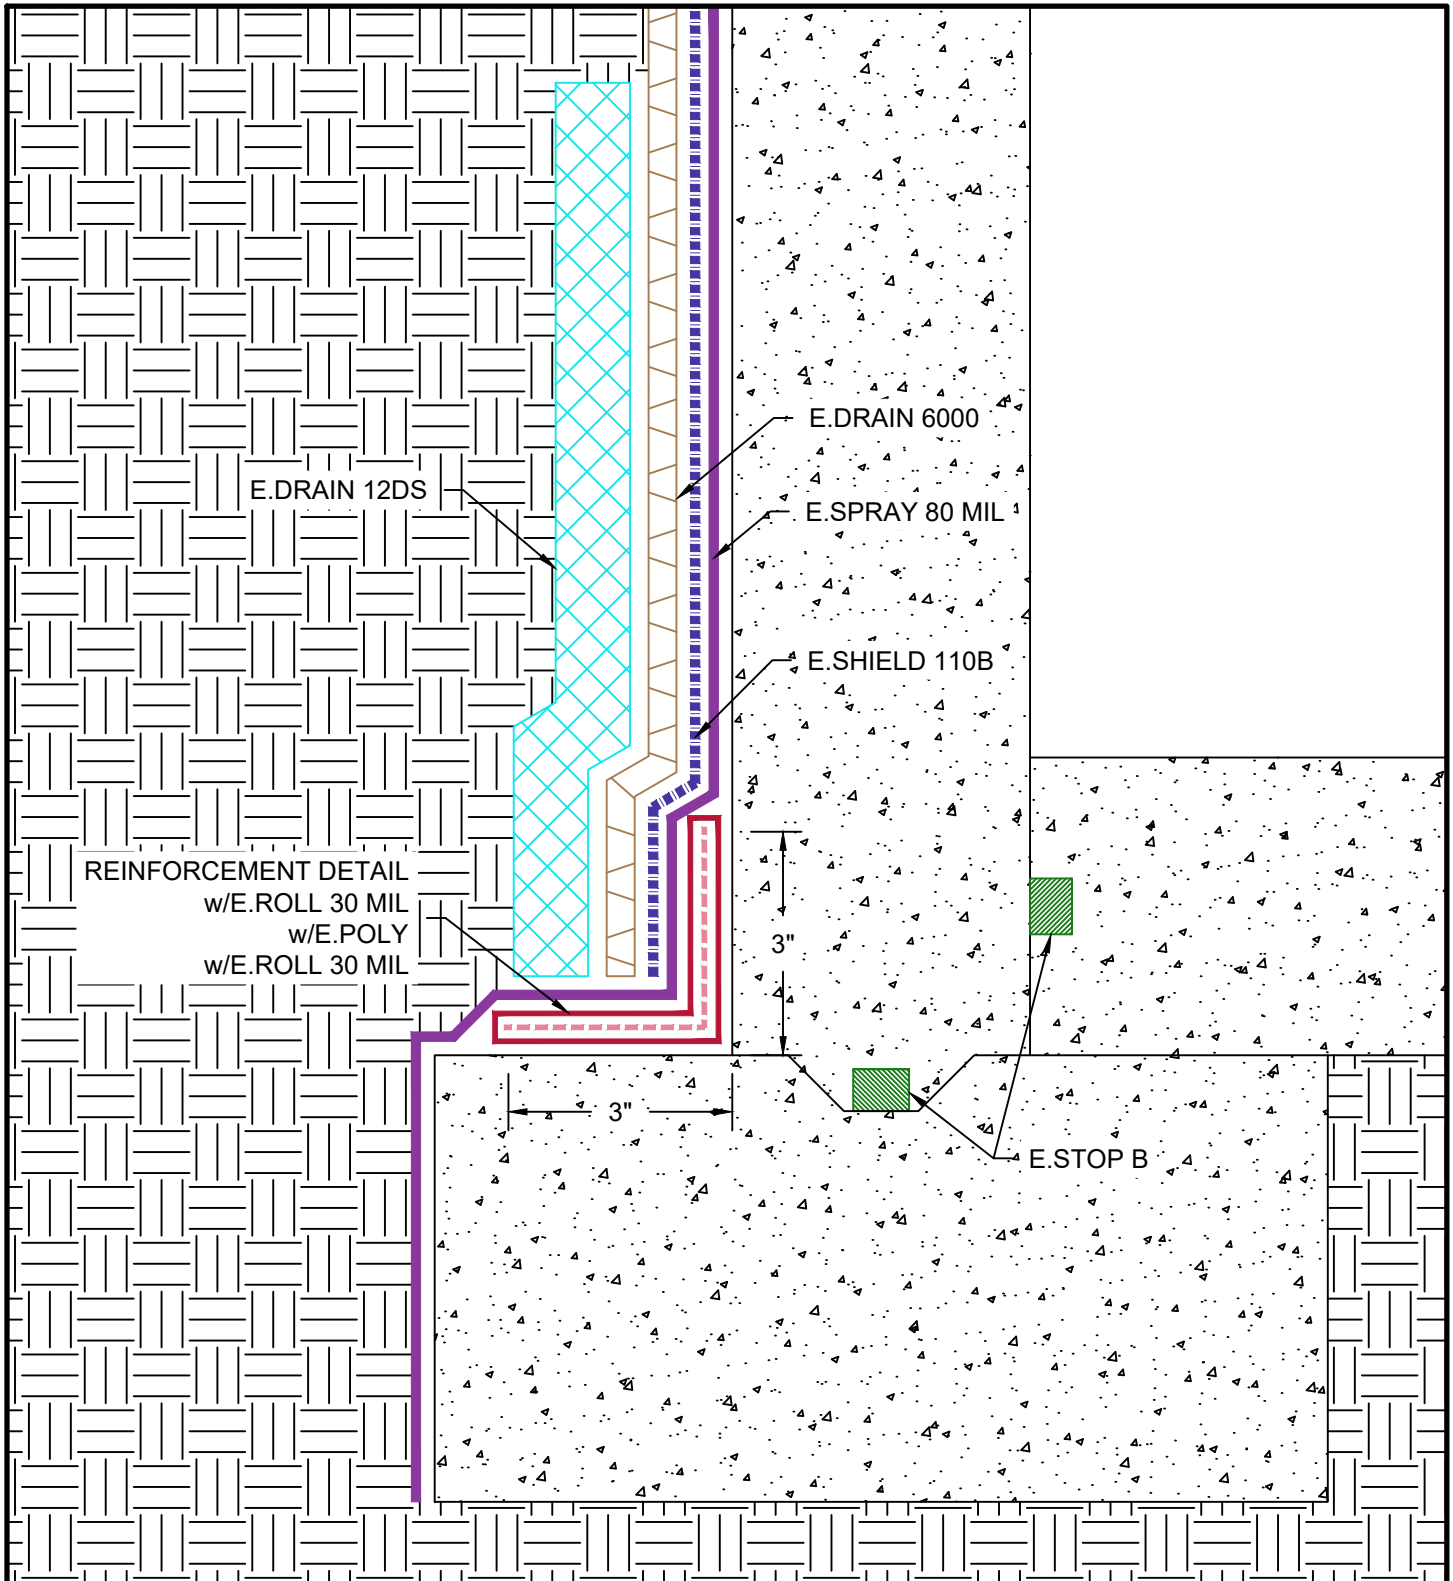 E.DRAIN 6000
E.DRAIN 12DS
E.SPRAY 80 MIL
E.SHIELD 110B
REINFORCEMENT DETAIL
w/E.ROLL 30 MIL
w/E.POLY
w/E.ROLL 30 MIL
3"
3"
E.STOP B